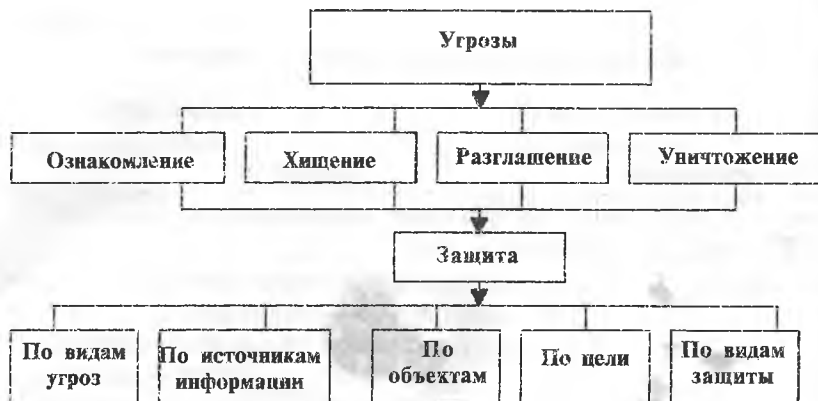 Угрозы
Ознакомление
Хищение
Разглашение
Уничтожение
Защита
По видам
угроз
По источникам
информации
По
объектам
По цели
По видам
защиты